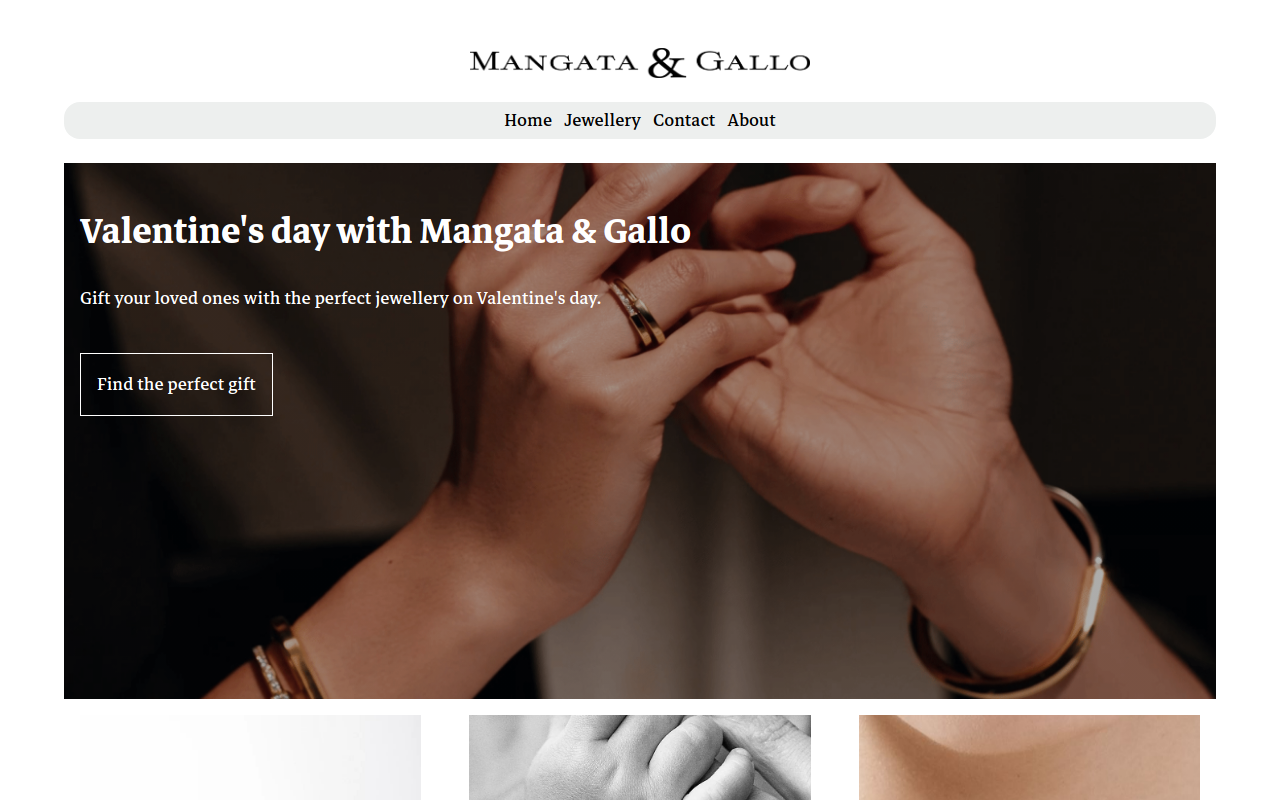 Mangata & Gallo
Home Jewellery Contact About
Valentine's day with Mangata & Gallo
Gift your loved ones with the perfect jewellery on Valentine's day.
Find the perfect gift